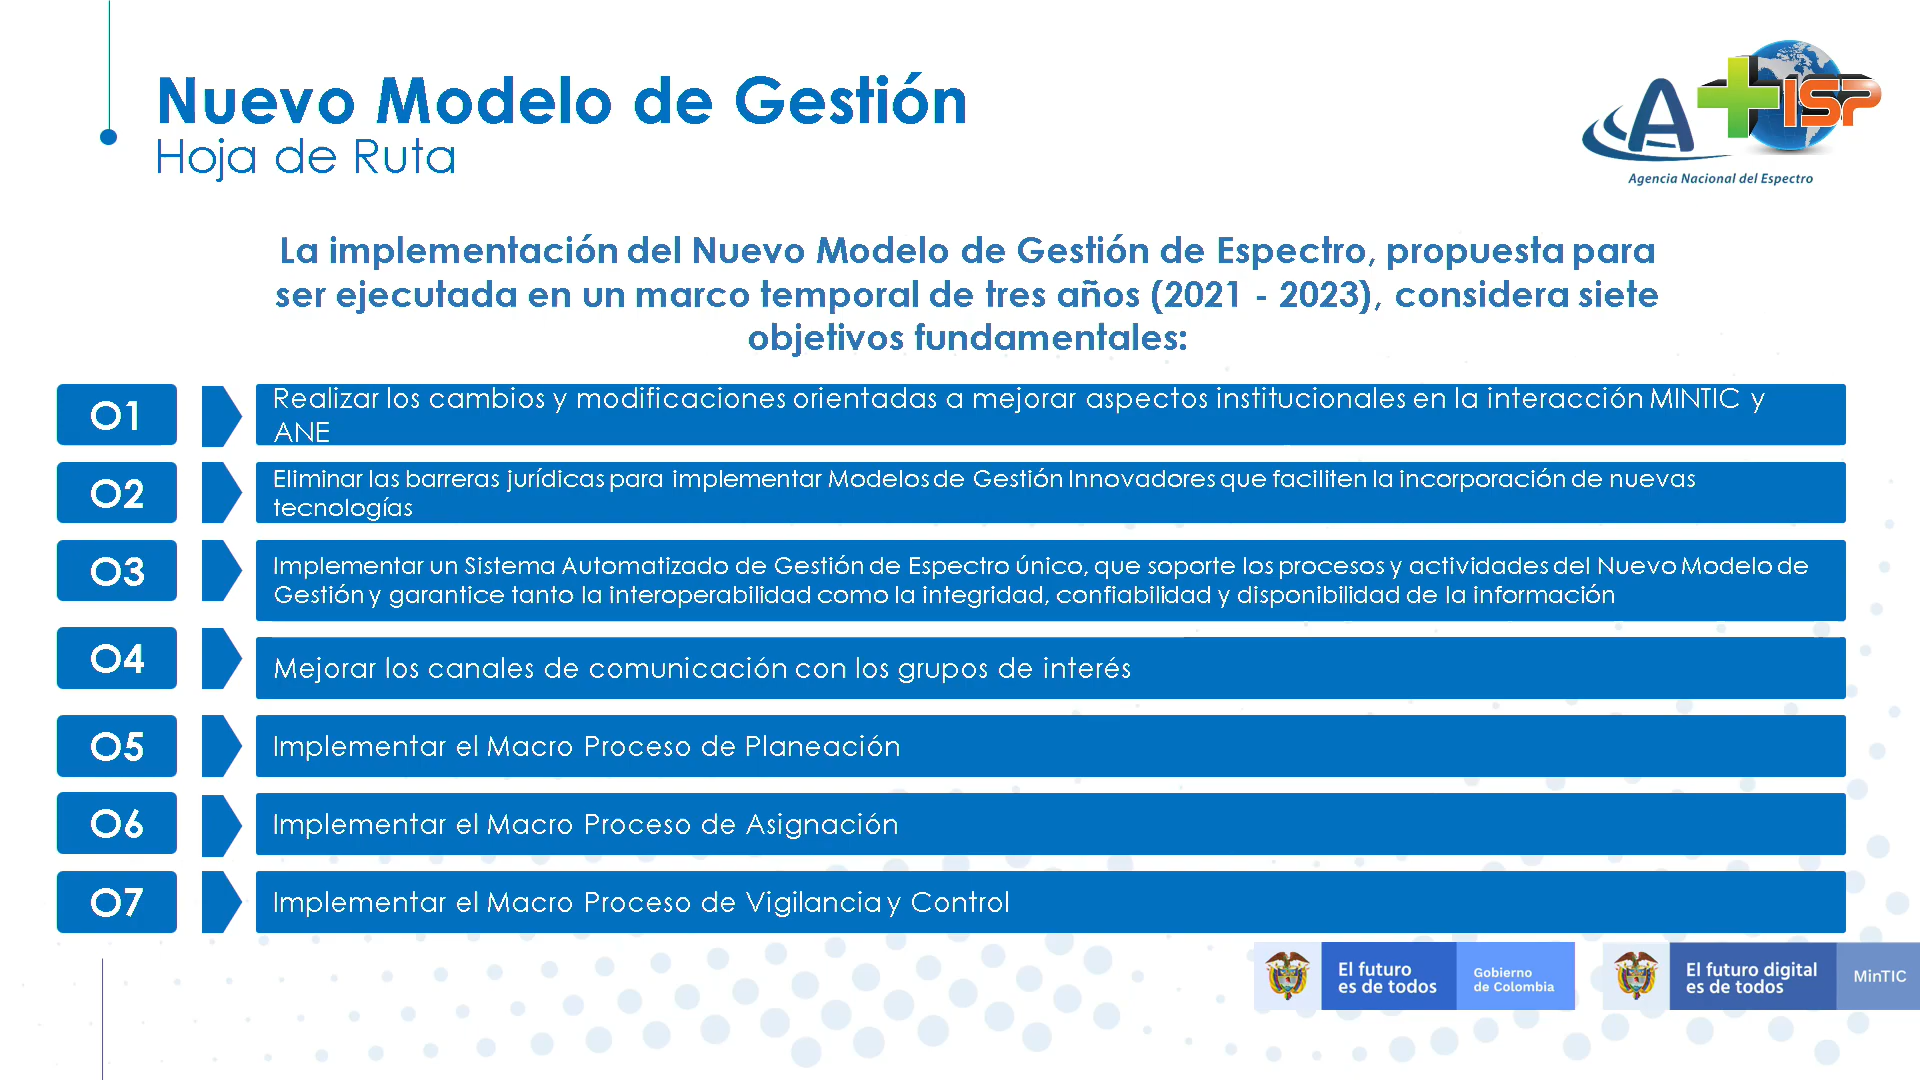 Nuevo Modelo de Gestión
Hoja de Ruta
A+ISP
Agencia Nacional del Espectro
La implementación del Nuevo Modelo de Gestión de Espectro, propuesta para
ser ejecutada en un marco temporal de tres años (2021 - 2023), considera siete
objetivos fundamentales:
O1
Realizar los cambios y modificaciones orientadas a mejorar aspectos institucionales en la interacción MINTIC y
ANE
O2
Eliminar las barreras jurídicas para implementar Modelos de Gestión Innovadores que faciliten la incorporación de nuevas
tecnologías
O3
Implementar un Sistema Automatizado de Gestión de Espectro único, que soporte los procesos y actividades del Nuevo Modelo de
Gestión y garantice tanto la interoperabilidad como la integridad, confiabilidad y disponibilidad de la información
O4
Mejorar los canales de comunicación con los grupos de interés
O5
Implementar el Macro Proceso de Planeación
O6
Implementar el Macro Proceso de Asignación
O7
Implementar el Macro Proceso de Vigilancia y Control
El futuro
es de todos
Gobierno
de Colombia
El futuro digital
es de todos
MinTIC